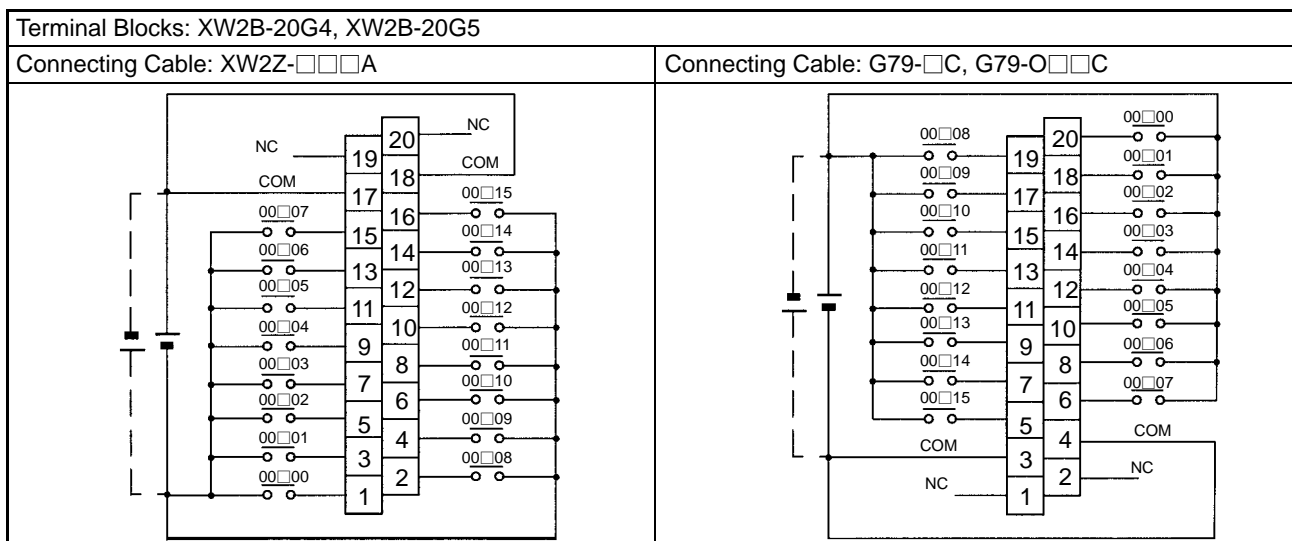 Terminal Blocks: XW2B-20G4, XW2B-20G5
Connecting Cable: XW2Z-□□□A
Connecting Cable: G79-□C, G79-O□□C
20 NC
NC 19
18 COM
COM 17
16 00□15
00□07 15
14 00□14
00□06 13
12 00□13
00□05 11
10 00□12
00□04 9
8 00□11
00□03 7
6 00□10
00□02 5
4 00□09
00□01 3
2 00□08
00□00 1
20 00□00
00□08 19
18 00□01
00□09 17
16 00□02
00□10 15
14 00□03
00□11 13
12 00□04
00□12 11
10 00□05
00□13 9
8 00□06
00□14 7
6 00□07
00□15 5
4 COM
COM 3
2 NC
NC 1